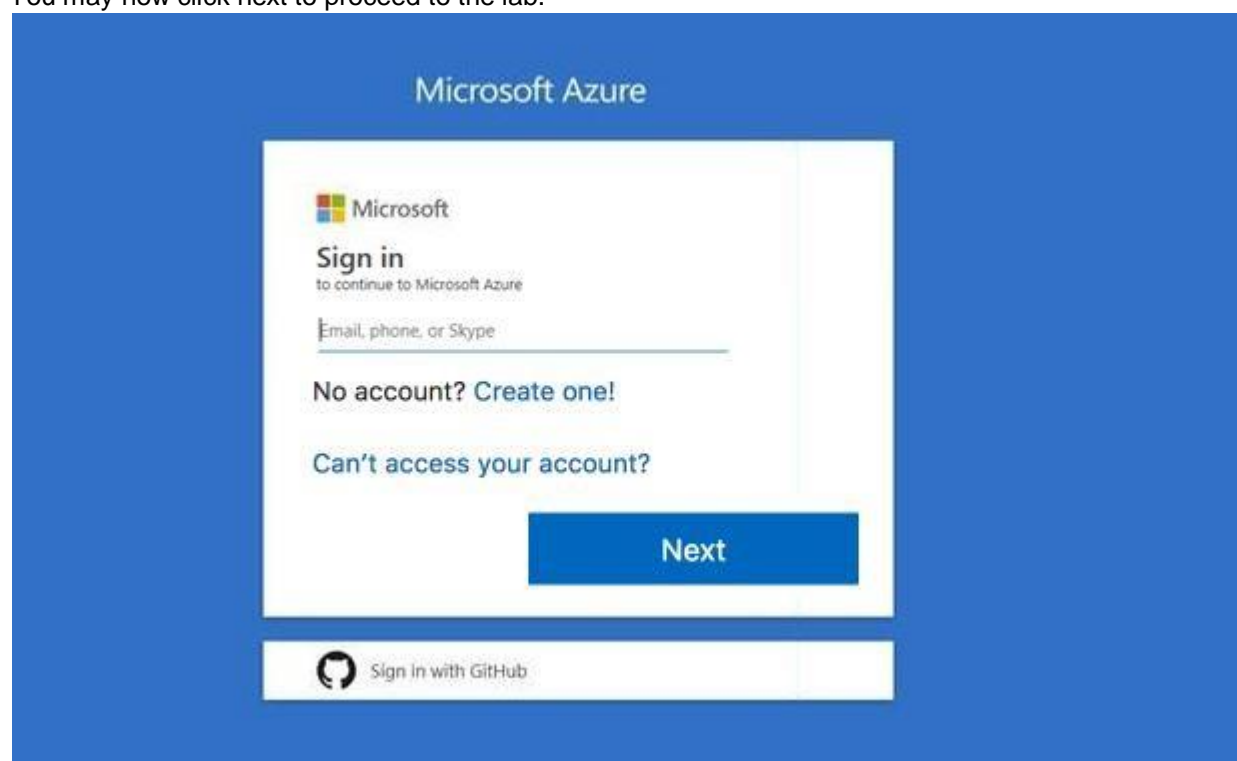 You may now click next to proceed to the lab.
Microsoft Azure
Microsoft
Sign in
to continue to Microsoft Azure
Email, phone, or Skype
No account? Create one!
Can't access your account?
Next
Sign in with GitHub